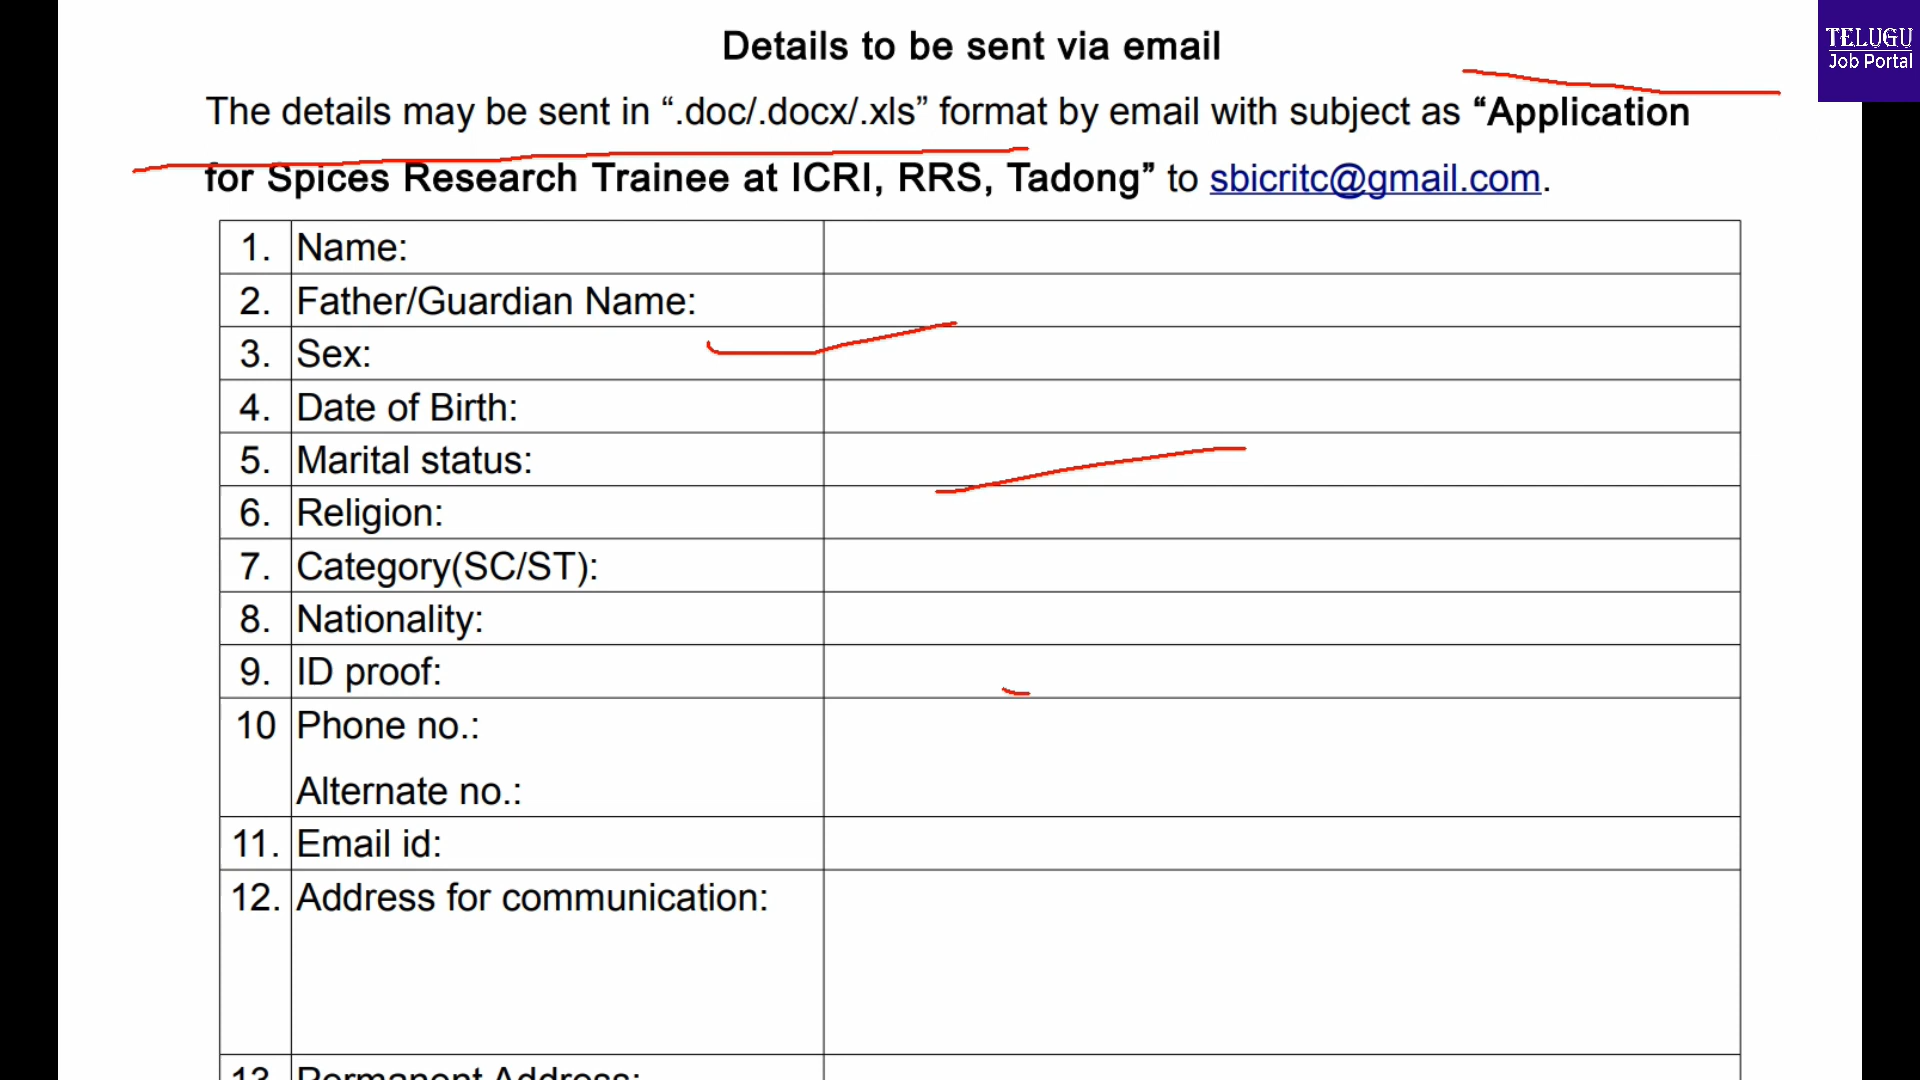 Details to be sent via email
TELUGU
Job Portal
The details may be sent in “.doc/.docx/.xls” format by email with subject as “Application
for Spices Research Trainee at ICRI, RRS, Tadong” to sbicritc@gmail.com.
1. Name:
2. Father/Guardian Name:
3. Sex:
4. Date of Birth:
5. Marital status:
6. Religion:
7. Category(SC/ST):
8. Nationality:
9. ID proof:
10 Phone no.:
Alternate no.:
11. Email id:
12. Address for communication:
13. Permanent Address: